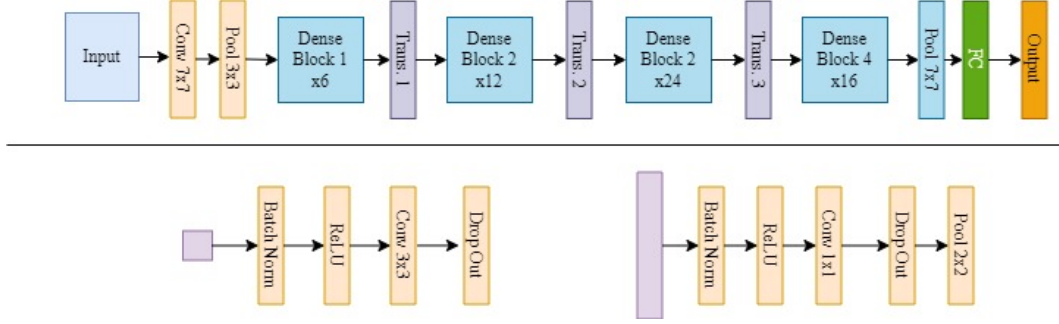 Input
Conv 7x7
Pool 3x3
Dense
Block 1
x6
Trans. 1
Dense
Block 2
x12
Trans. 2
Dense
Block 2
x24
Trans. 3
Dense
Block 4
x16
Pool 7x7
FC
Output
Batch Norm
ReLU
Conv 3x3
Drop Out
Batch Norm
ReLU
Conv 1x1
Drop Out
Pool 2x2